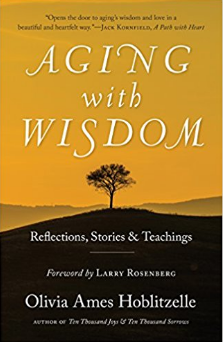 "Opens the door to aging's wisdom and love in a
beautiful and heartfelt way."—JACK KORNFIELD, A Path with Heart
AGING
with
WISDOM
Reflections, Stories & Teachings
Foreword by LARRY ROSENBERG
Olivia Ames Hoblitzelle
AUTHOR OF Ten Thousand Joys & Ten Thousand Sorrows